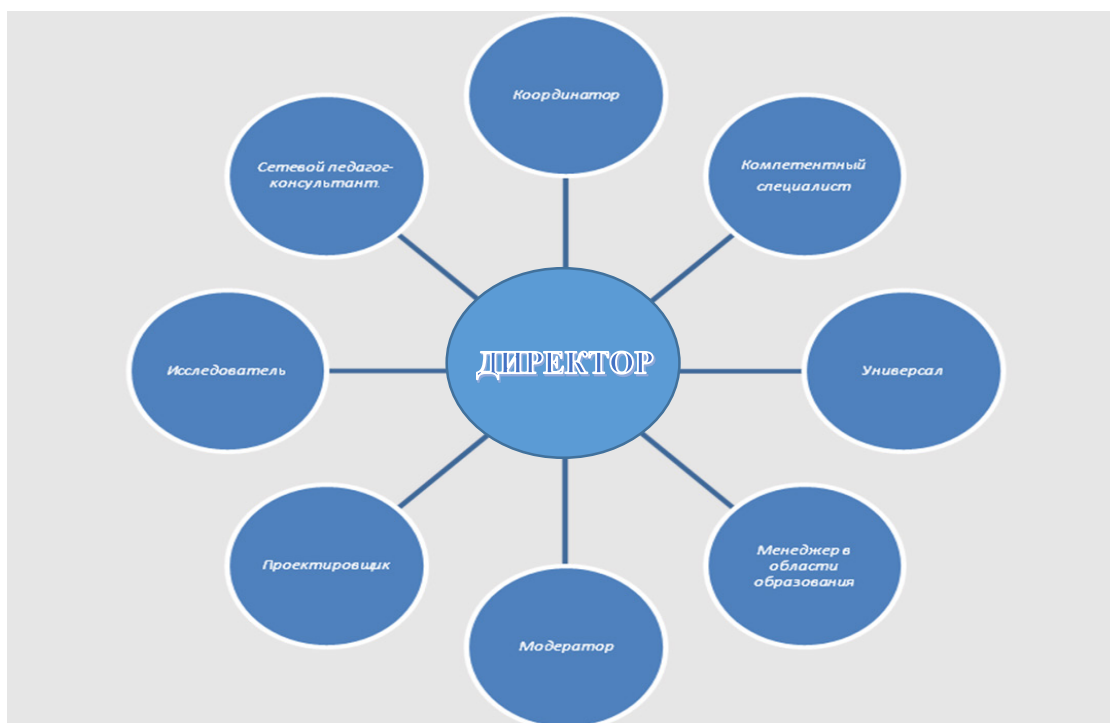 Координатор
Сетевой педагог-
консультант.
Компетентный
специалист
Исследователь
ДИРЕКТОР
Универсал
Проектировщик
Менеджер в
области
образования
Модератор